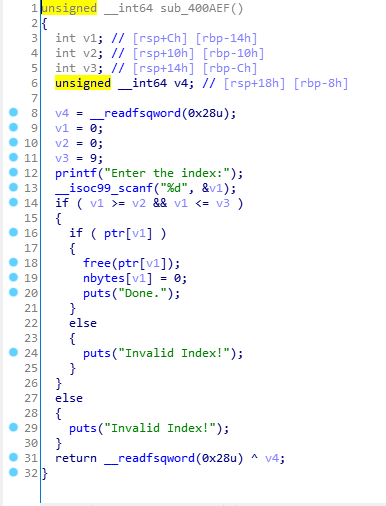 1 unsigned __int64 sub_400AEF()
2 {
3 int v1; // [rsp+Ch] [rbp-14h]
4 int v2; // [rsp+10h] [rbp-10h]
5 int v3; // [rsp+14h] [rbp-Ch]
6 unsigned __int64 v4; // [rsp+18h] [rbp-8h]
7
8 v4 = __readfsqword(0x28u);
9 v1 = 0;
10 v2 = 0;
11 v3 = 9;
12 printf("Enter the index:");
13 __isoc99_scanf("%d", &v1);
14 if ( v1 >= v2 && v1 <= v3 )
15 {
16 if ( ptr[v1] )
17 {
18 free(ptr[v1]);
19 nbytes[v1] = 0;
20 puts("Done.");
21 }
22 else
23 {
24 puts("Invalid Index!");
25 }
26 }
27 else
28 {
29 puts("Invalid Index!");
30 }
31 return __readfsqword(0x28u) ^ v4;
32 }